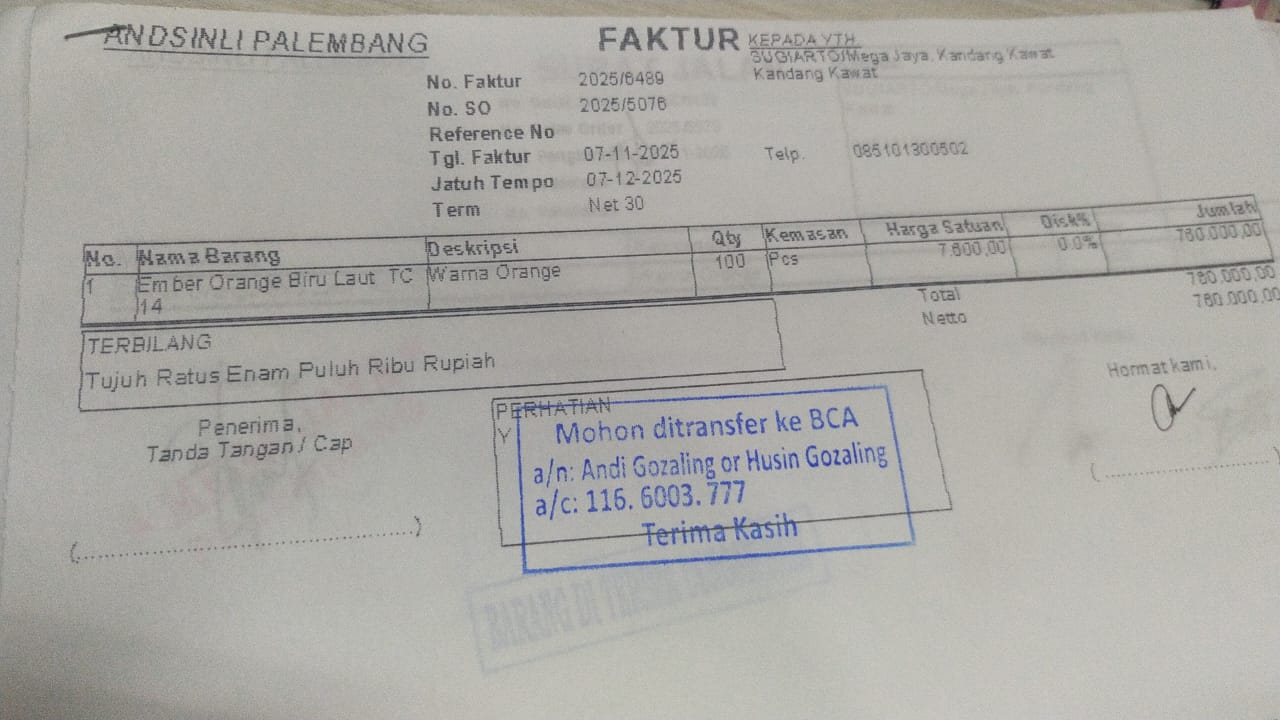 ANDSINLI PALEMBANG
FAKTUR
KEPADA YTH.
SUGIARTO/Mega Jaya, Kandang Kawat
Kandang Kawat
No. Faktur 2025/6489
No. SO 2025/5076
Reference No
Tgl. Faktur 07-11-2025 Telp. 085101300502
Jatuh Tempo 07-12-2025
Term Net 30
No. Nama Barang Deskripsi Qty Kemasan Harga Satuan Disk% Jumlah
1 Ember Orange Biru Laut TC Warna Orange 100 Pcs 7.600,00 0.0% 760.000,00
14
Total 760.000,00
Netto 760.000,00
TERBILANG
Tujuh Ratus Enam Puluh Ribu Rupiah
Penerima,
Tanda Tangan / Cap
PERHATIAN
Y
Mohon ditransfer ke BCA
a/n: Andi Gozaling or Husin Gozaling
a/c: 116. 6003. 777
Terima Kasih
Hormat kami,